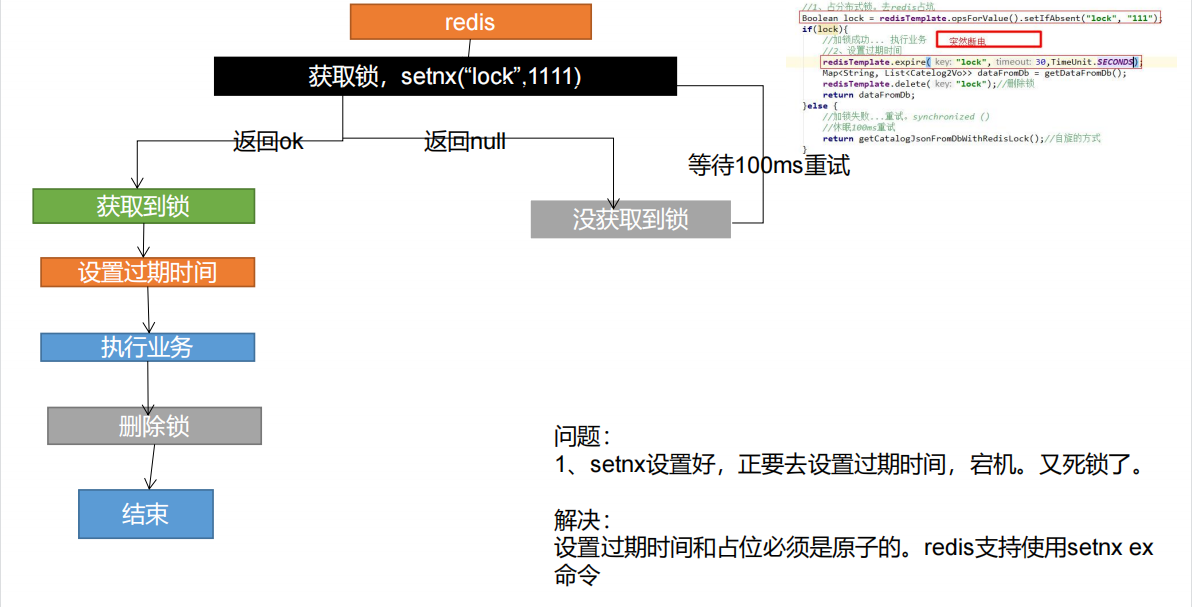 redis
获取锁，setnx(“lock”,1111)
返回ok
返回null
等待100ms重试
获取到锁
没获取到锁
设置过期时间
执行业务
删除锁
结束
//1、占分布式锁。去redis占坑
Boolean lock = redisTemplate.opsForValue().setIfAbsent("lock", "111");
if(lock){
//加锁成功... 执行业务 突然断电
//2、设置过期时间
redisTemplate.expire( key: "lock", timeout: 30,TimeUnit.SECONDS);
Map<String, List<Catelog2Vo>> dataFromDb = getDataFromDb();
redisTemplate.delete( key: "lock");//删除锁
return dataFromDb;
}else {
//加锁失败...重试。synchronized ()
//休眠100ms重试
return getCatalogJsonFromDbWithRedisLock();//自旋的方式
}
问题：
1、setnx设置好，正要去设置过期时间，宕机。又死锁了。
解决：
设置过期时间和占位必须是原子的。redis支持使用setnx ex
命令